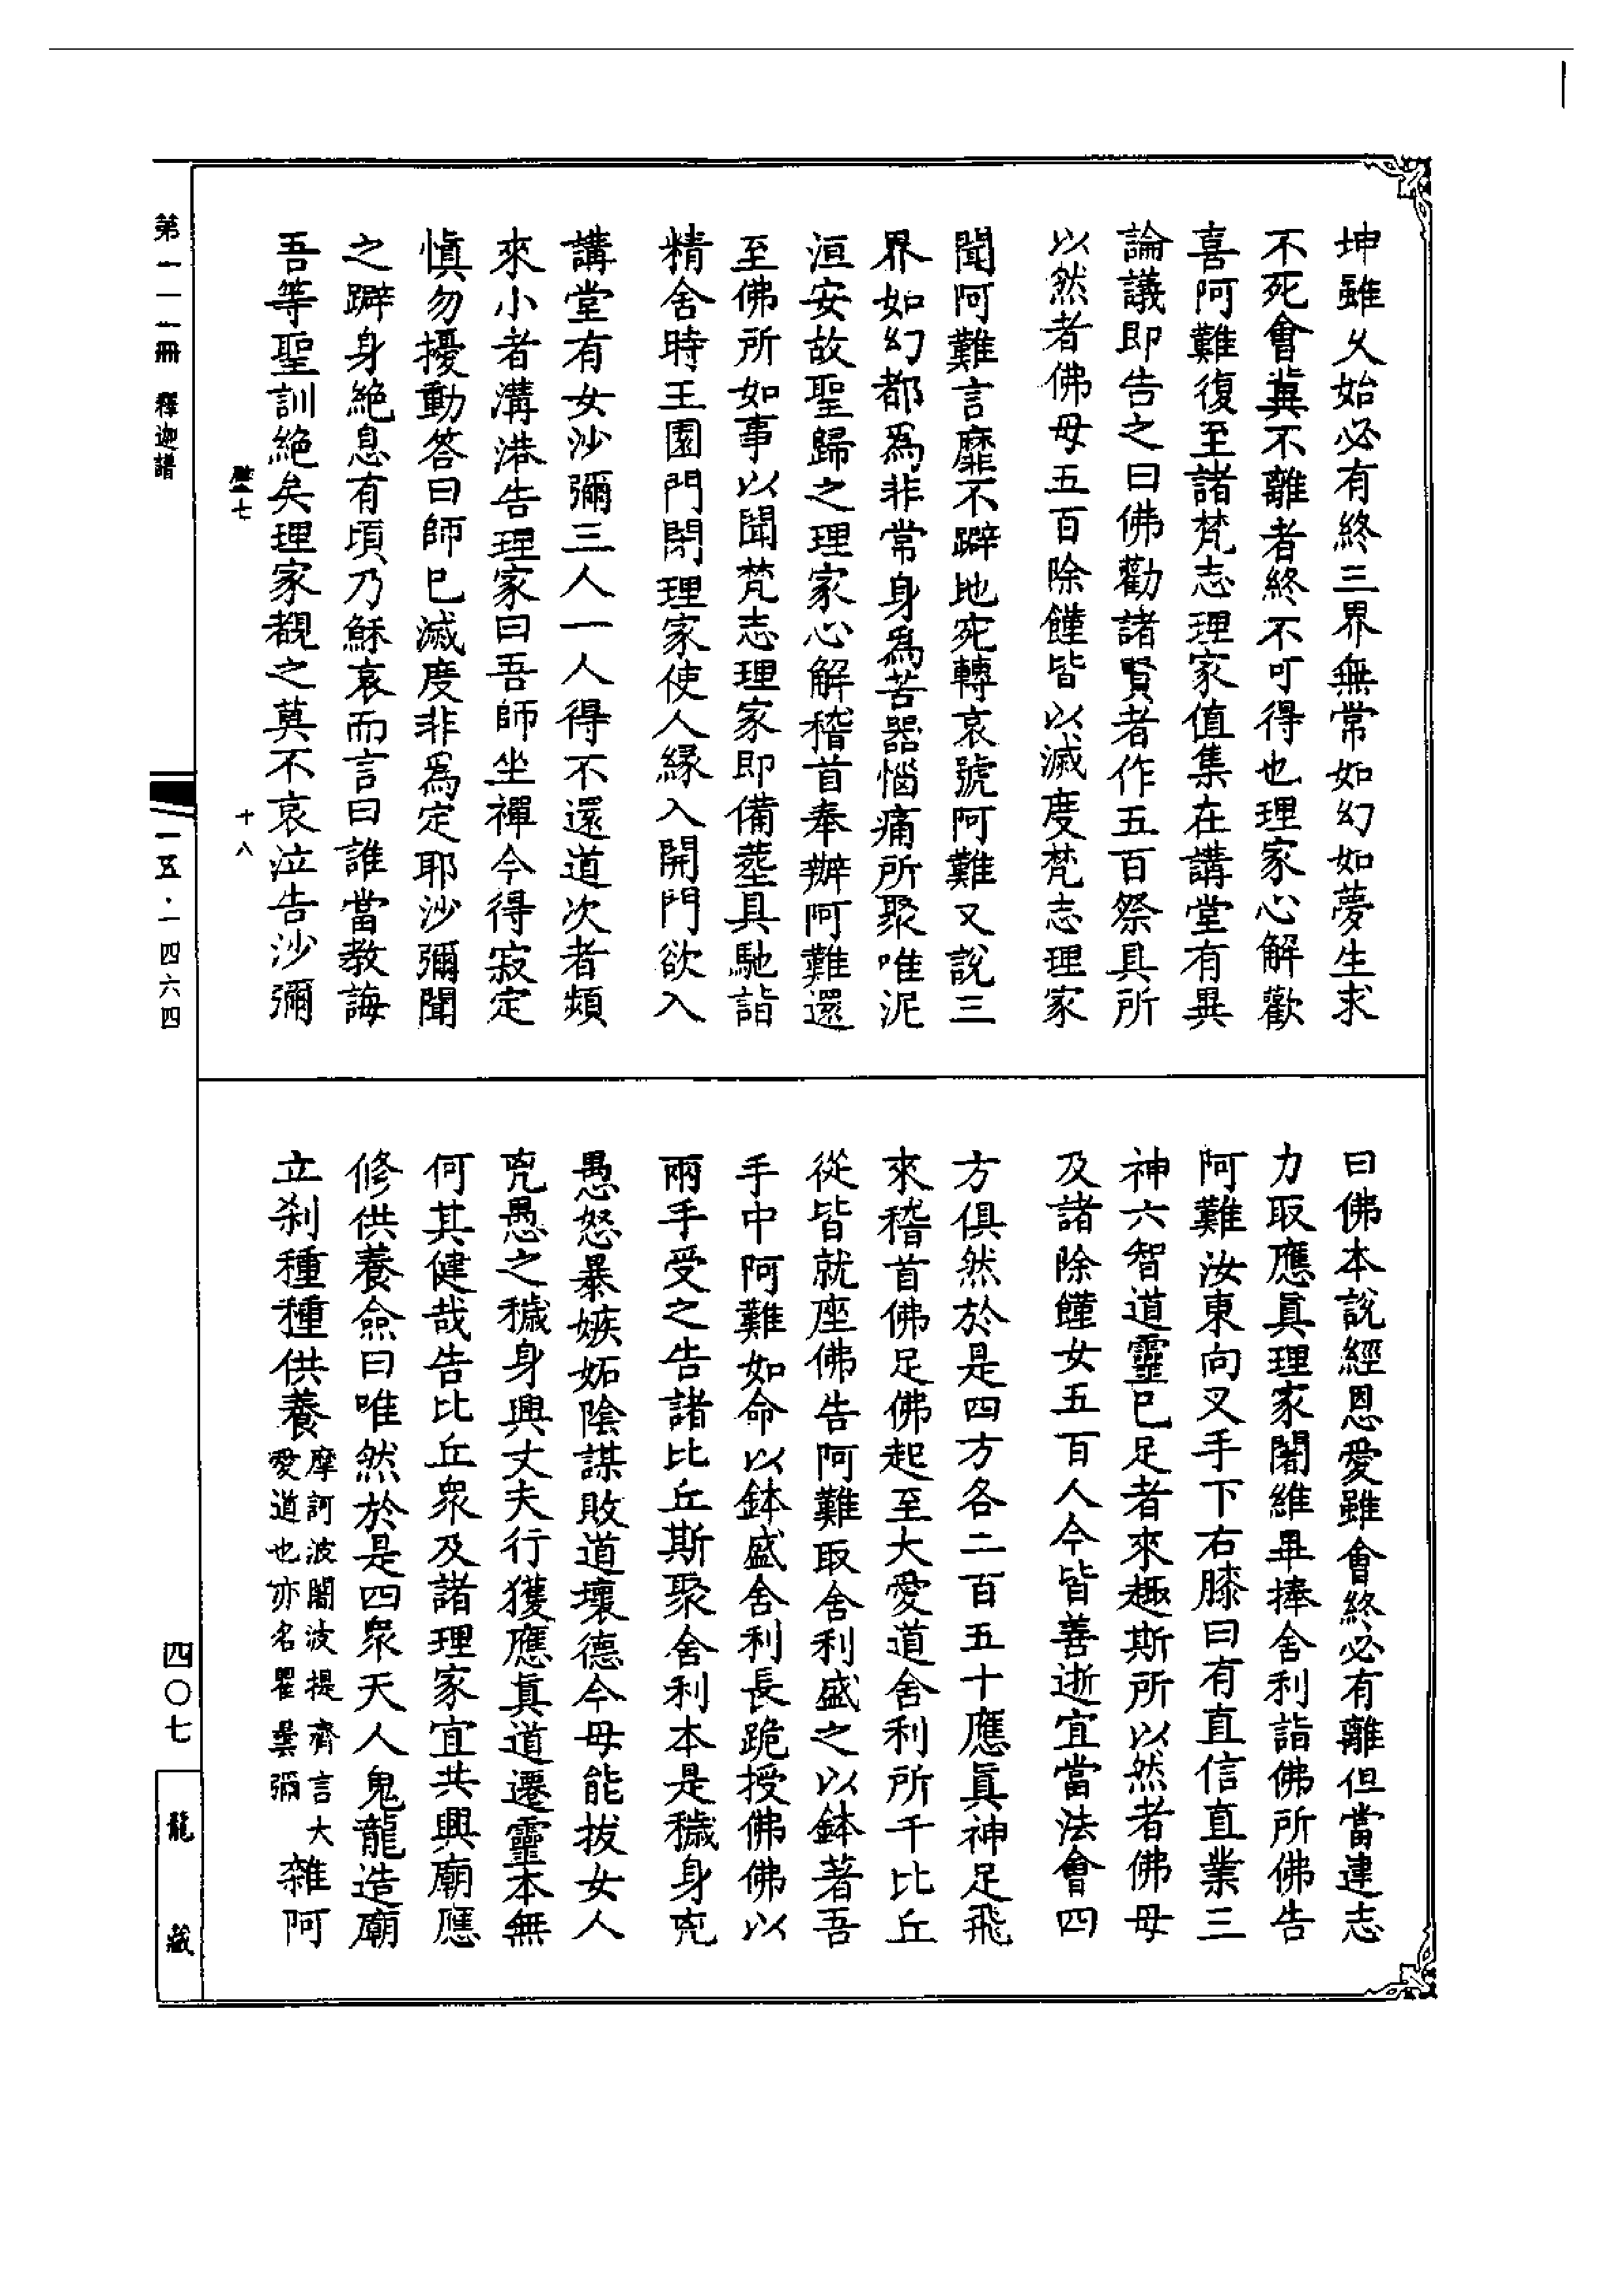 坤雖久始必有終三界無常如幻如夢生求
不死會冀不離者終不可得也理家心解歡
喜阿難復至諸梵志理家值集在講堂有異
論議即告之曰佛勸諸賢者作五百祭具所
以然者佛母五百除饉皆以滅度梵志理家
聞阿難言靡不躃地宛轉哀號阿難又說三
界如幻都為非常身為苦器惱痛所聚唯泥
洹安故聖歸之理家心解稽首奉辦阿難還
至佛所如事以聞梵志理家即備塟具馳詣
精舍時王園門閉理家使人緣入開門欲入
講堂有女沙彌三人一人得不還道次者頻
來小者溝港告理家曰吾師坐禪今得寂定
慎勿擾動答曰師已滅度非為定耶沙彌聞
之躃身絕息有頃乃穌哀而言曰誰當教誨
吾等聖訓絕矣理家覩之莫不哀泣告沙彌
曰佛本說經恩愛雖會終必有離但當建志
力取應眞理家闍維畢捧舍利詣佛所佛告
阿難汝東向叉手下右膝曰有直信直業三
神六智道靈已足者來趣斯所以然者佛母
及諸除饉女五百人今皆善逝宜當法會四
方俱然於是四方各二百五十應眞神足飛
來稽首佛足佛起至大愛道舍利所千比丘
從皆就座佛告阿難取舍利盛之以鉢著吾
手中阿難如命以鉢盛舍利長跪授佛佛以
兩手受之告諸比丘斯聚舍利本是穢身兇
愚怒暴嫉妬陰謀敗道壞德今母能拔女人
兇愚之穢身興丈夫行獲應眞道遷靈本無
何其健哉告比丘衆及諸理家宜共興廟應
修供養僉曰唯然於是四衆天人鬼龍造廟
立刹種種供養摩訶波闍波提齊言大愛道也亦名瞿曇彌雜阿
七
十八
第一一一冊 釋迦譜
一五·一四六四
四〇七
龍藏